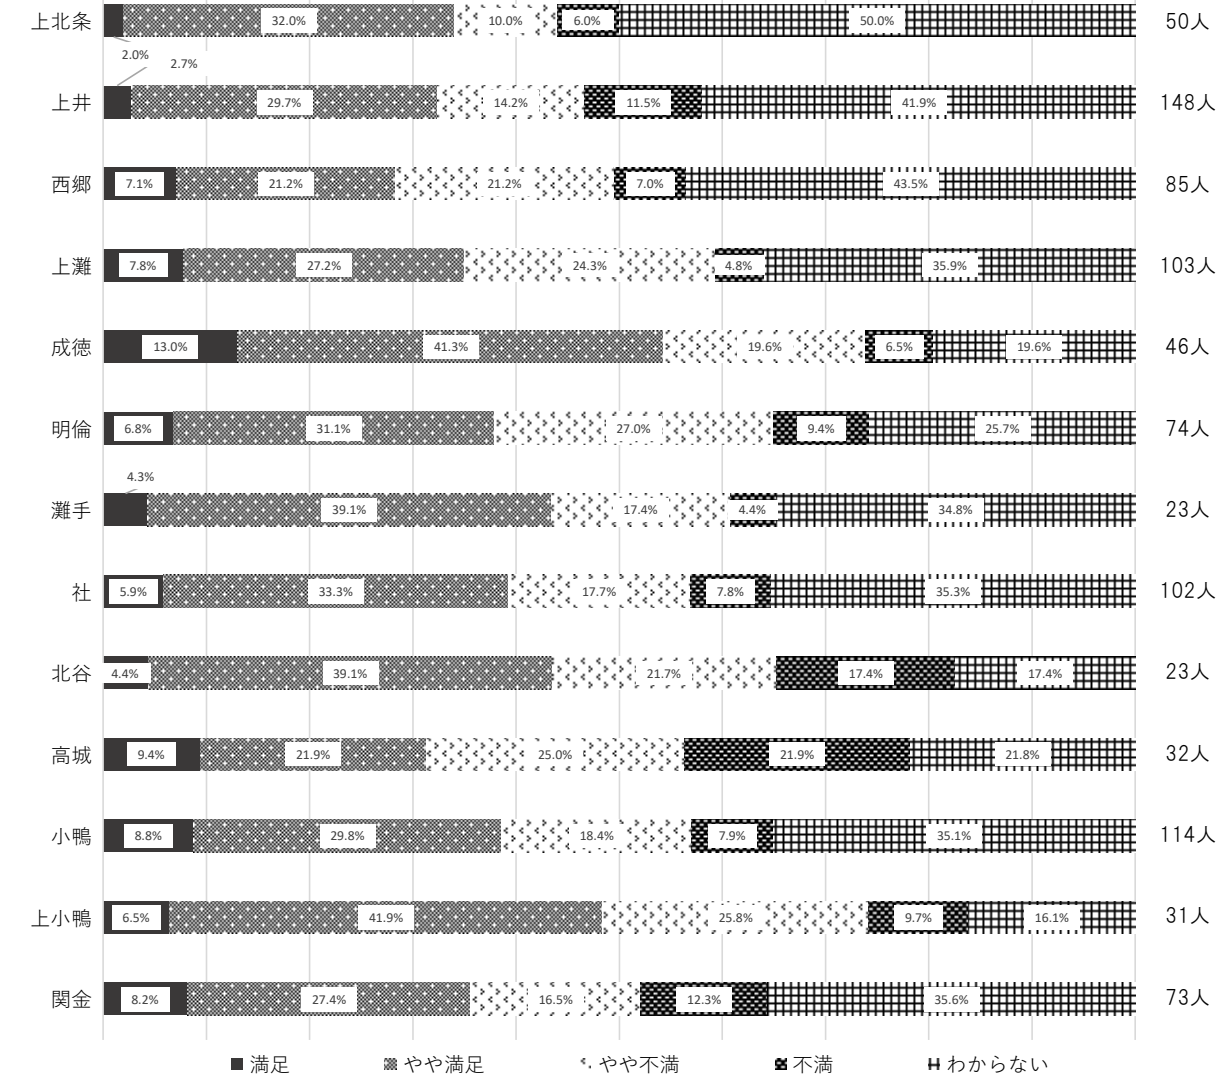 上北条 32.0% 10.0% 6.0% 50.0% 50人
2.0%
2.7%
上井 29.7% 14.2% 11.5% 41.9% 148人
西郷 7.1% 21.2% 21.2% 7.0% 43.5% 85人
上灘 7.8% 27.2% 24.3% 4.8% 35.9% 103人
成徳 13.0% 41.3% 19.6% 6.5% 19.6% 46人
明倫 6.8% 31.1% 27.0% 9.4% 25.7% 74人
4.3%
灘手 39.1% 17.4% 4.4% 34.8% 23人
社 5.9% 33.3% 17.7% 7.8% 35.3% 102人
北谷 4.4% 39.1% 21.7% 17.4% 17.4% 23人
高城 9.4% 21.9% 25.0% 21.9% 21.8% 32人
小鴨 8.8% 29.8% 18.4% 7.9% 35.1% 114人
上小鴨 6.5% 41.9% 25.8% 9.7% 16.1% 31人
関金 8.2% 27.4% 16.5% 12.3% 35.6% 73人
満足 やや満足 やや不満 不満 わからない